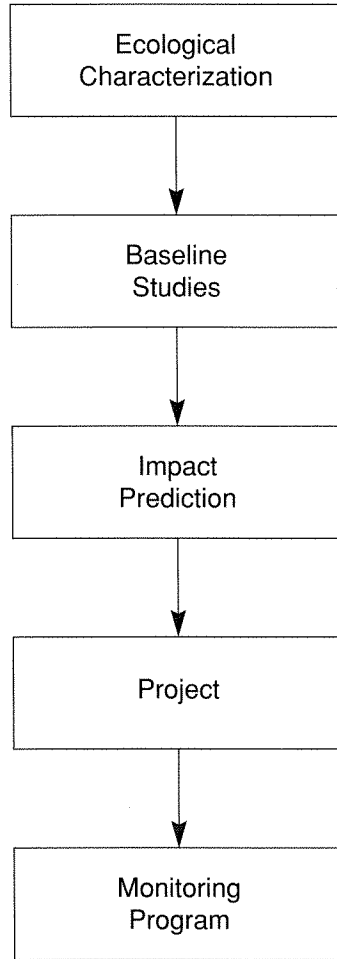 Ecological
Characterization
Baseline
Studies
Impact
Prediction
Project
Monitoring
Program